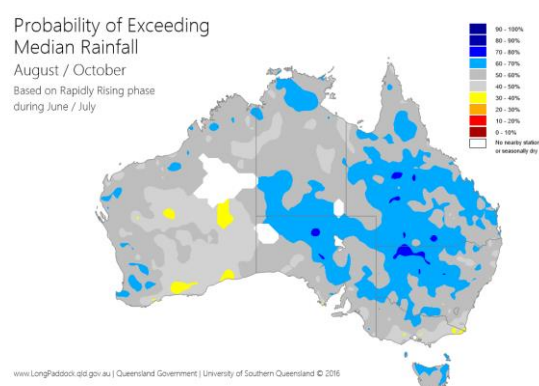 Probability of Exceeding
Median Rainfall
August / October
Based on Rapidly Rising phase
during June / July
90 - 100%
80 - 90%
70 - 80%
60 - 70%
50 - 60%
40 - 50%
30 - 40%
20 - 30%
10 - 20%
0 - 10%
No nearby station
or seasonally dry
www.LongPaddock.qld.gov.au | Queensland Government | University of Southern Queensland © 2016